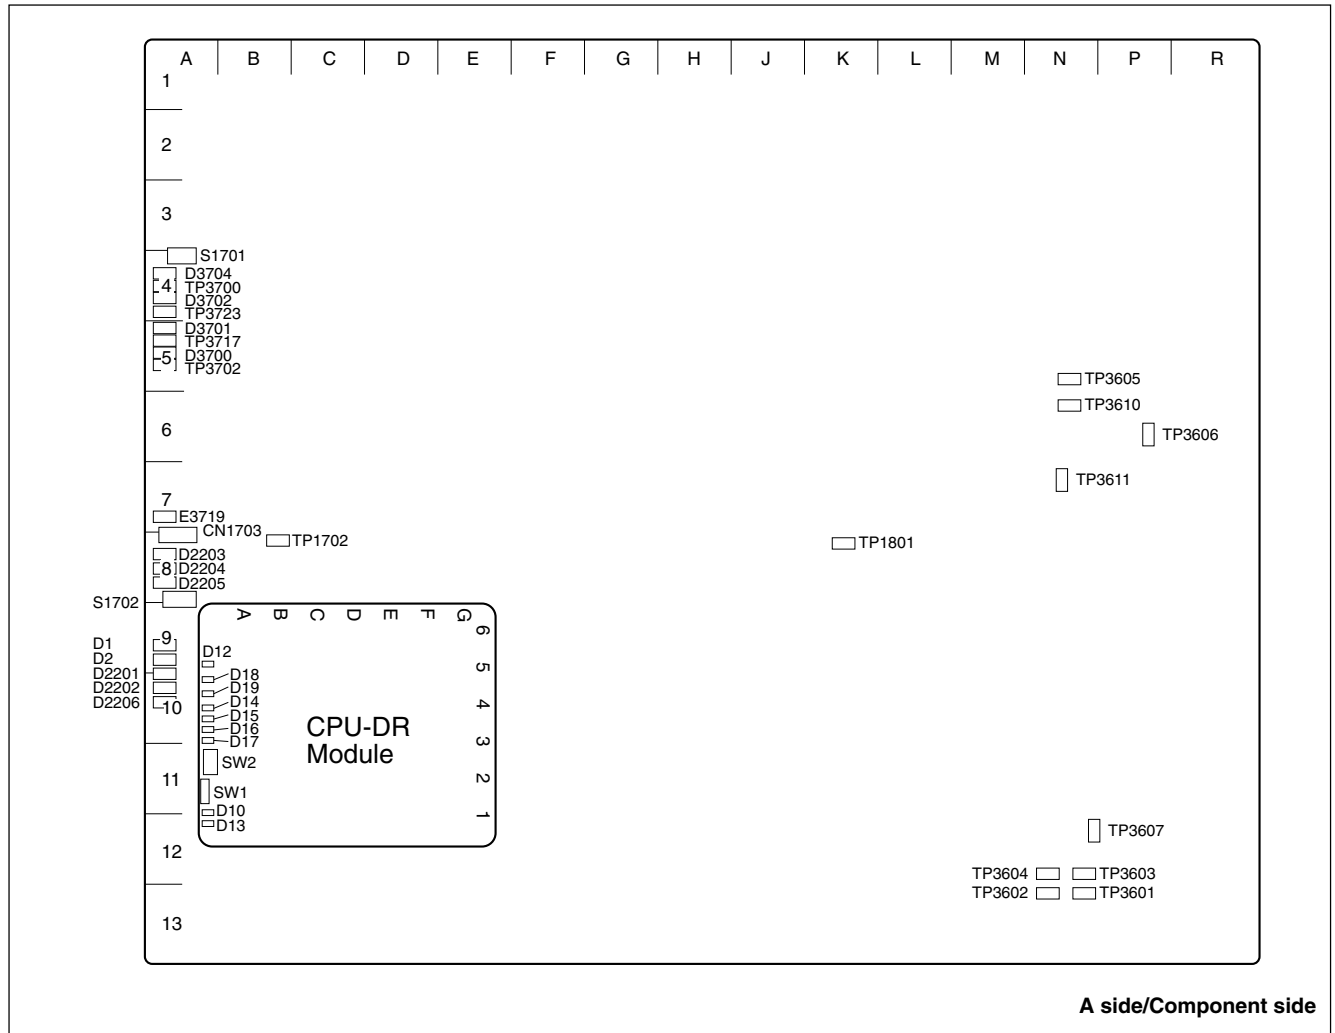 A B C D E F G H J K L M N P R
1
2
3
S1701
D3704
4 TP3700
D3702
TP3723
D3701
TP3717
5 D3700
TP3702
TP3605
TP3610
6 TP3606
TP3611
7
E3719
CN1703
TP1702 TP1801
D2203
8 D2204
D2205
S1702
A B C D E F G
6
D1 9
D12
D2
5
D2201 D18
D2202 D19
D2206 10 D14 4
D15
D16
D17 3
CPU-DR
Module
SW2
11 2
SW1
D10 1
D13
TP3607
12
TP3604 TP3603
TP3602 TP3601
13
A side/Component side